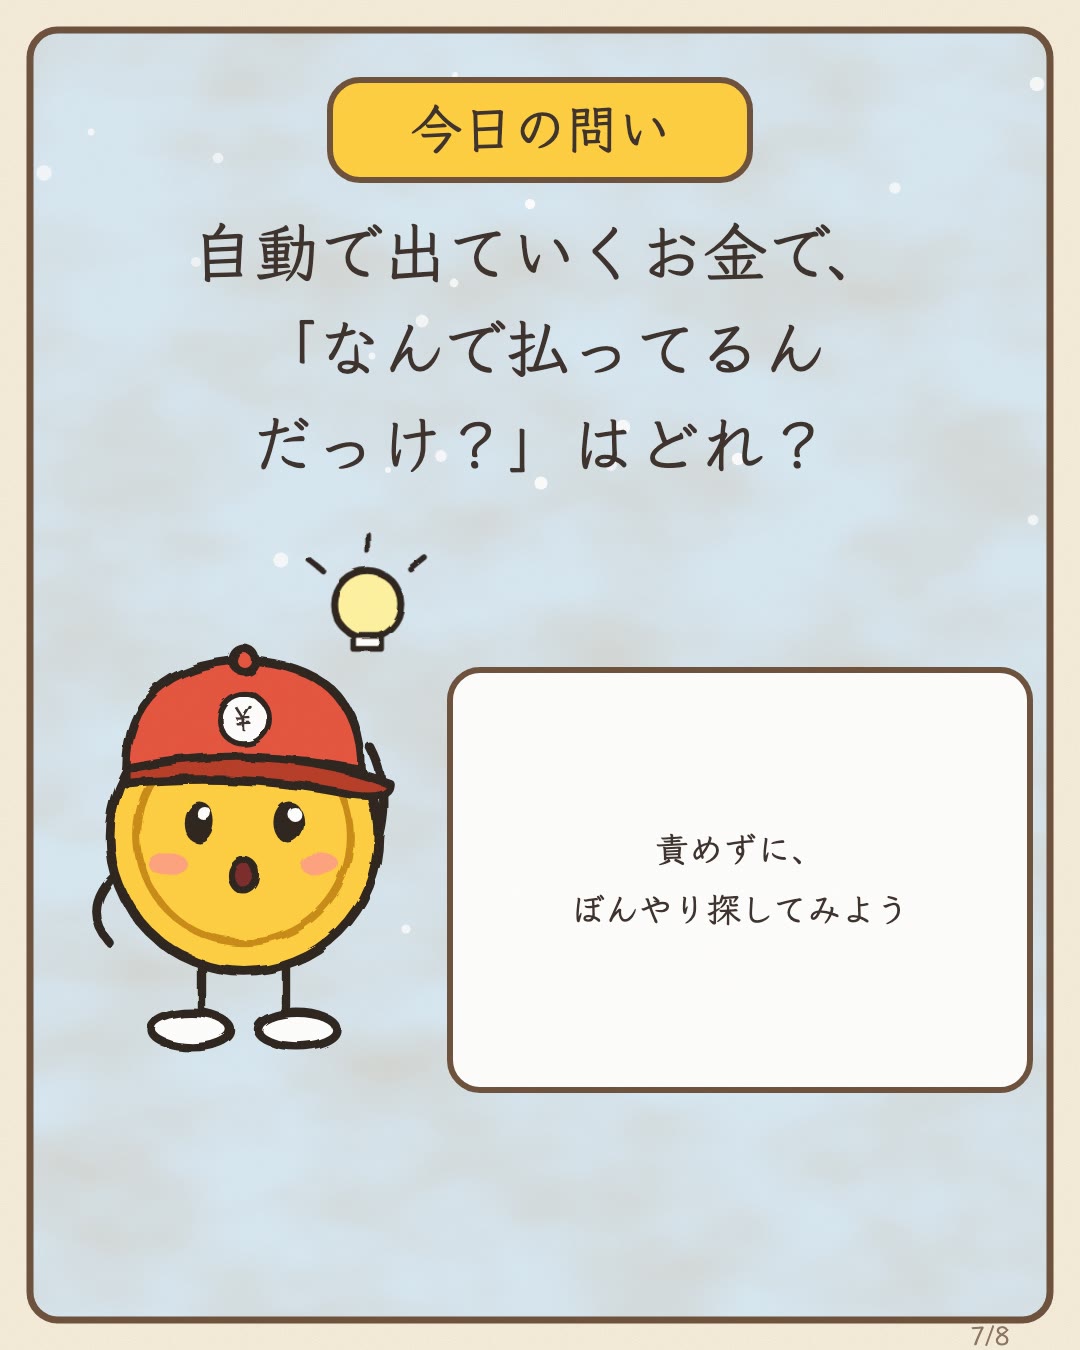 今日の問い
自動で出ていくお金で、
「なんで払ってるん
だっけ？」はどれ？
¥
責めずに、
ぼんやり探してみよう
7/8